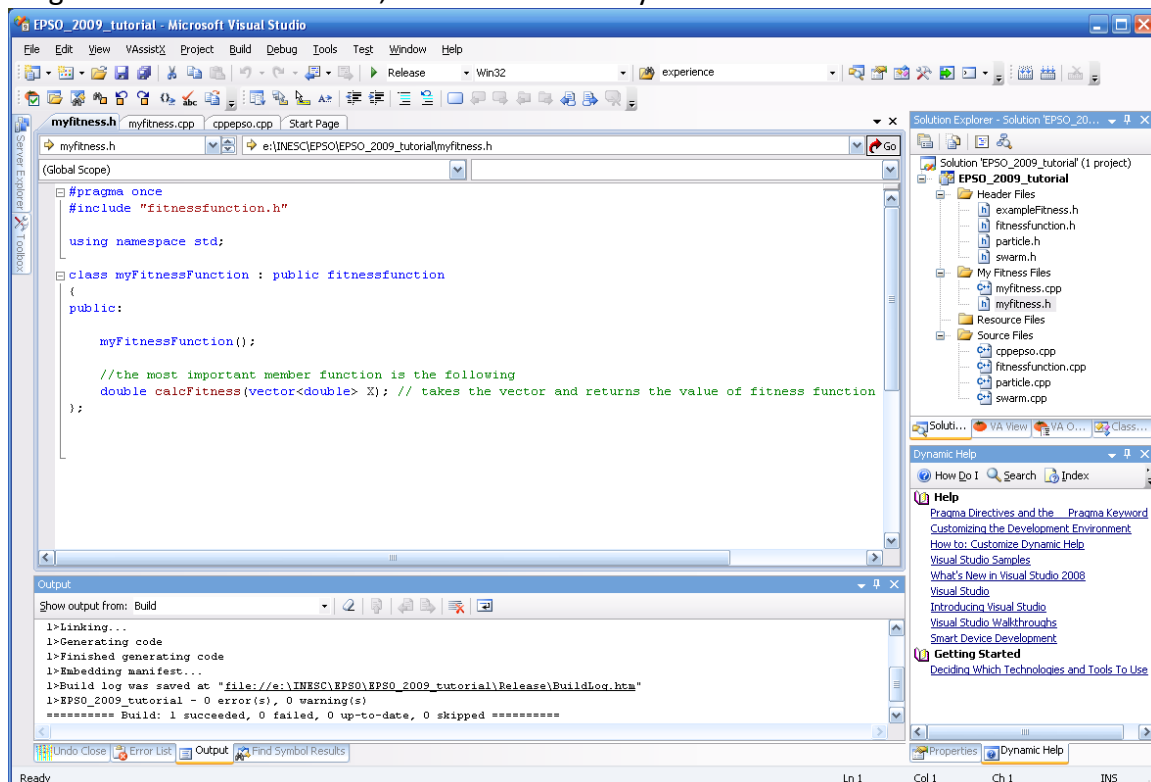 EPSO_2009_tutorial - Microsoft Visual Studio
File Edit View VAssistX Project Build Debug Tools Test Window Help
Release Win32 experience
myfitness.h myfitness.cpp cppepso.cpp Start Page
myfitness.h e:\INESC\EPSO\EPSO_2009_tutorial\myfitness.h Go
(Global Scope)
Server Explorer
Toolbox
#pragma once
#include "fitnessfunction.h"
using namespace std;
class myFitnessFunction : public fitnessfunction
{
public:
myFitnessFunction();
//the most important member function is the following
double calcFitness(vector<double> X); // takes the vector and returns the value of fitness function
};
Solution Explorer - Solution 'EPSO_20...
Solution 'EPSO_2009_tutorial' (1 project)
EPSO_2009_tutorial
Header Files
exampleFitness.h
fitnessfunction.h
particle.h
swarm.h
My Fitness Files
myfitness.cpp
myfitness.h
Resource Files
Source Files
cppepso.cpp
fitnessfunction.cpp
particle.cpp
swarm.cpp
Soluti... VA View VA O... Class...
Dynamic Help
How Do I Search Index
Help
Pragma Directives and the Pragma Keyword
Customizing the Development Environment
How to: Customize Dynamic Help
Visual Studio Samples
What's New in Visual Studio 2008
Visual Studio
Introducing Visual Studio
Visual Studio Walkthroughs
Smart Device Development
Getting Started
Deciding Which Technologies and Tools To Use
Properties Dynamic Help
Output
Show output from: Build
1>Linking...
1>Generating code
1>Finished generating code
1>Embedding manifest...
1>Build log was saved at "file://e:\INESC\EPSO\EPSO_2009_tutorial\Release\BuildLog.htm"
1>EPSO_2009_tutorial - 0 error(s), 0 warning(s)
========== Build: 1 succeeded, 0 failed, 0 up-to-date, 0 skipped ==========
Undo Close Error List Output Find Symbol Results
Ready Ln 1 Col 1 Ch 1 INS